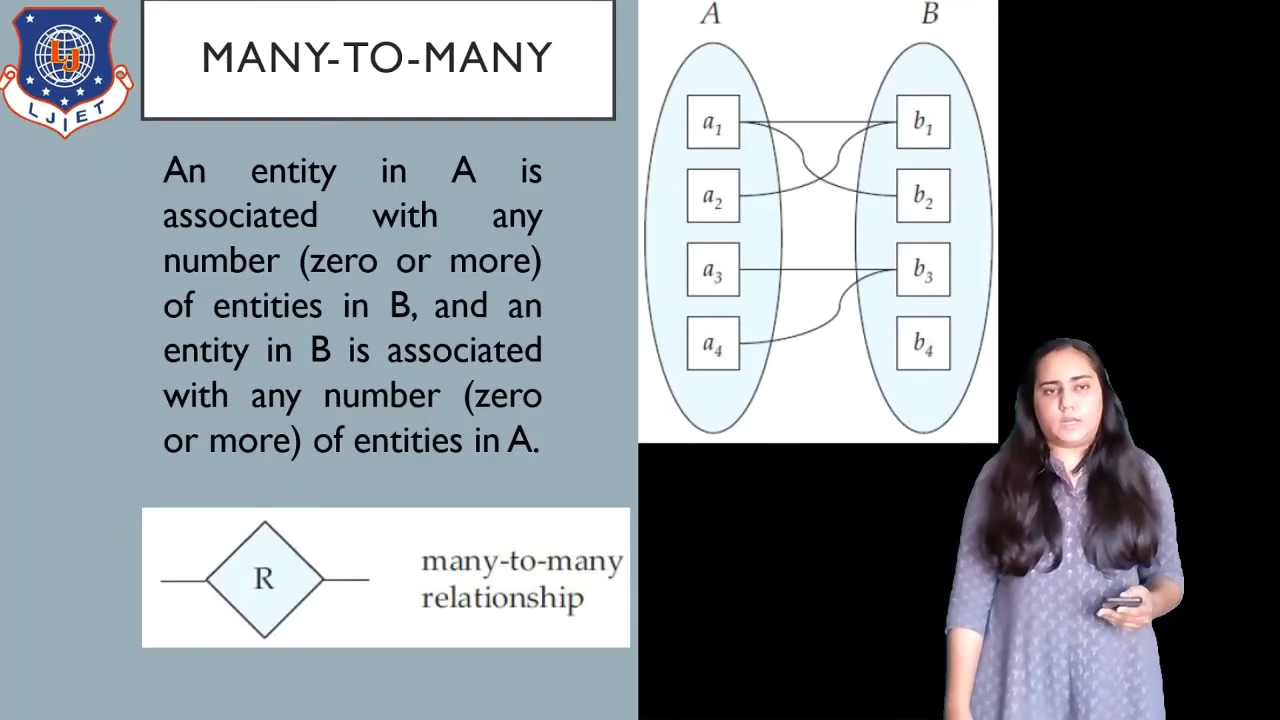 LJ
LJIET
MANY-TO-MANY
An entity in A is
associated with any
number (zero or more)
of entities in B, and an
entity in B is associated
with any number (zero
or more) of entities in A.
R
many-to-many
relationship
A B
a1 b1
a2 b2
a3 b3
a4 b4